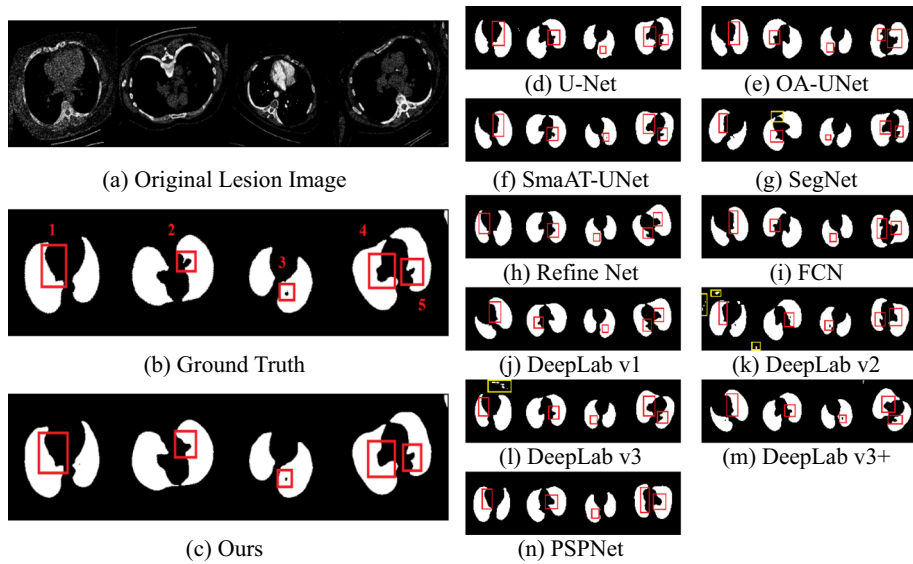 (a) Original Lesion Image
1
2
3
4
5
(b) Ground Truth
(c) Ours
(d) U-Net
(e) OA-UNet
(f) SmaAT-UNet
(g) SegNet
(h) Refine Net
(i) FCN
(j) DeepLab v1
(k) DeepLab v2
(l) DeepLab v3
(m) DeepLab v3+
(n) PSPNet